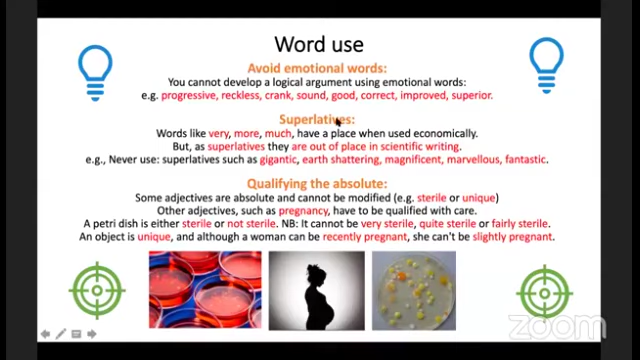 Word use
Avoid emotional words:
You cannot develop a logical argument using emotional words:
e.g. progressive, reckless, crank, sound, good, correct, improved, superior.
Superlatives:
Words like very, more, much, have a place when used economically.
But, as superlatives they are out of place in scientific writing.
e.g., Never use: superlatives such as gigantic, earth shattering, magnificent, marvellous, fantastic.
Qualifying the absolute:
Some adjectives are absolute and cannot be modified (e.g. sterile or unique)
Other adjectives, such as pregnancy, have to be qualified with care.
A petri dish is either sterile or not sterile. NB: It cannot be very sterile, quite sterile or fairly sterile.
An object is unique, and although a woman can be recently pregnant, she can't be slightly pregnant.
zoom